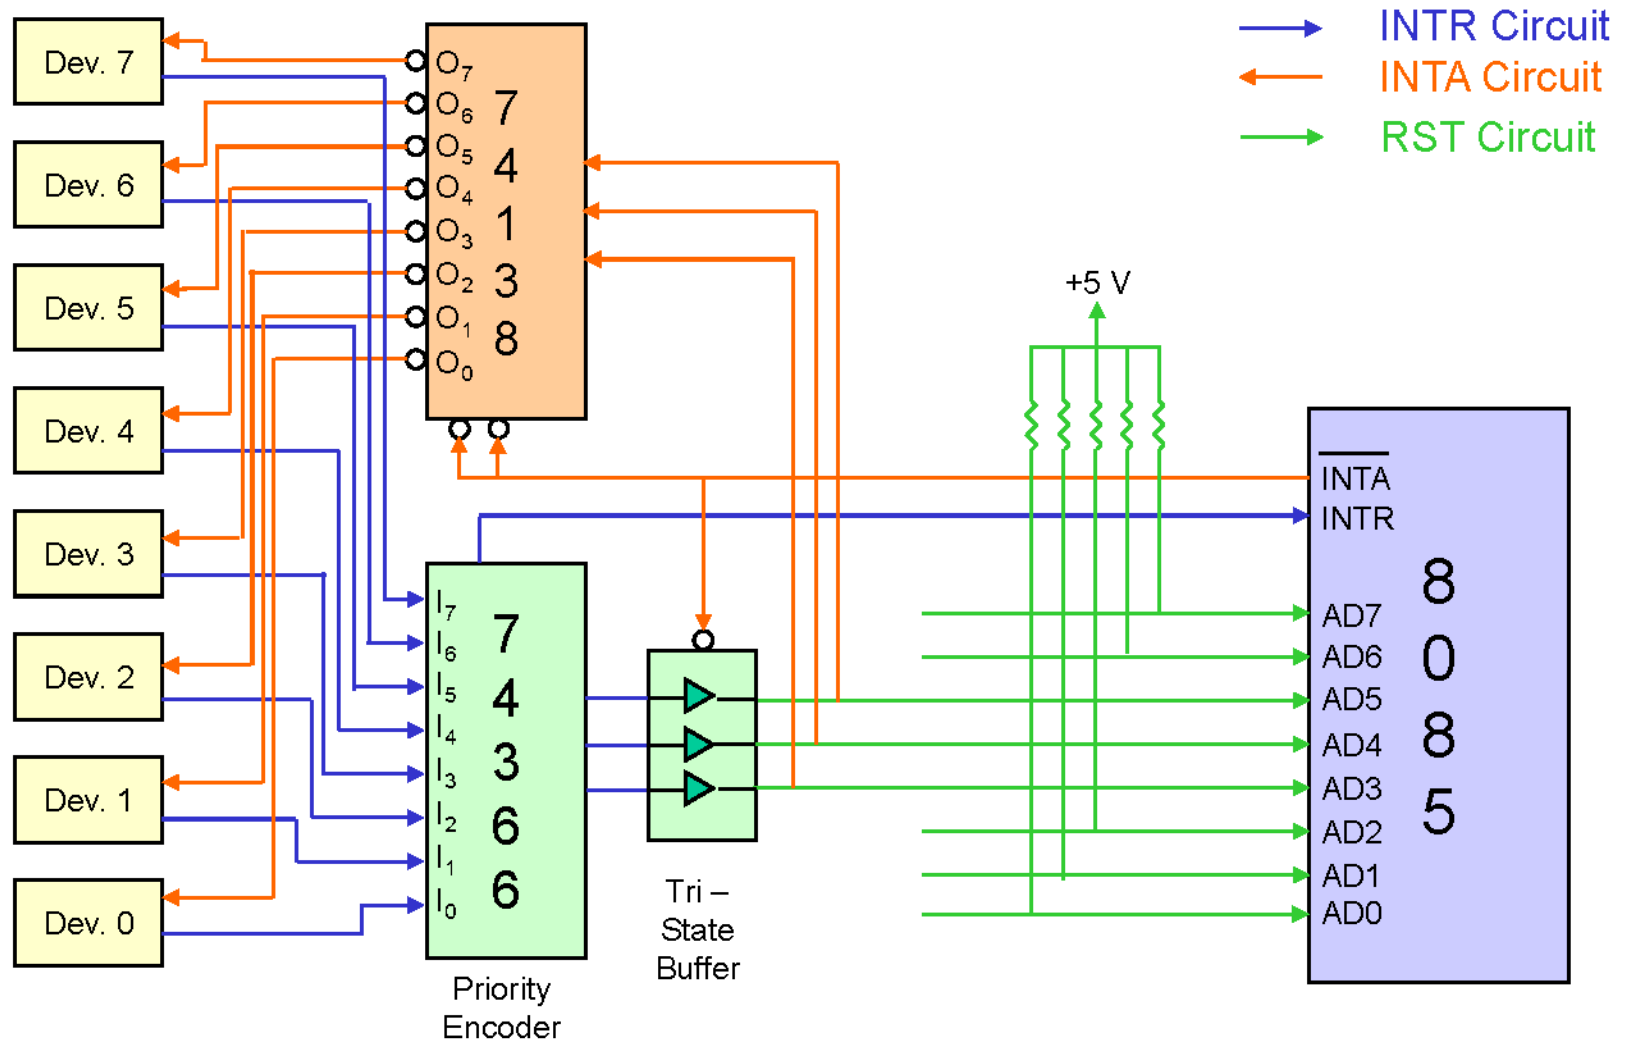 INTR Circuit
INTA Circuit
RST Circuit
Dev. 7
Dev. 6
Dev. 5
Dev. 4
Dev. 3
Dev. 2
Dev. 1
Dev. 0
O7
O6
O5
O4
O3
O2
O1
O0
7
4
1
3
8
+5 V
I7
I6
I5
I4
I3
I2
I1
I0
7
4
3
6
6
Priority
Encoder
Tri –
State
Buffer
INTA
INTR
AD7
AD6
AD5
AD4
AD3
AD2
AD1
AD0
8
0
8
5